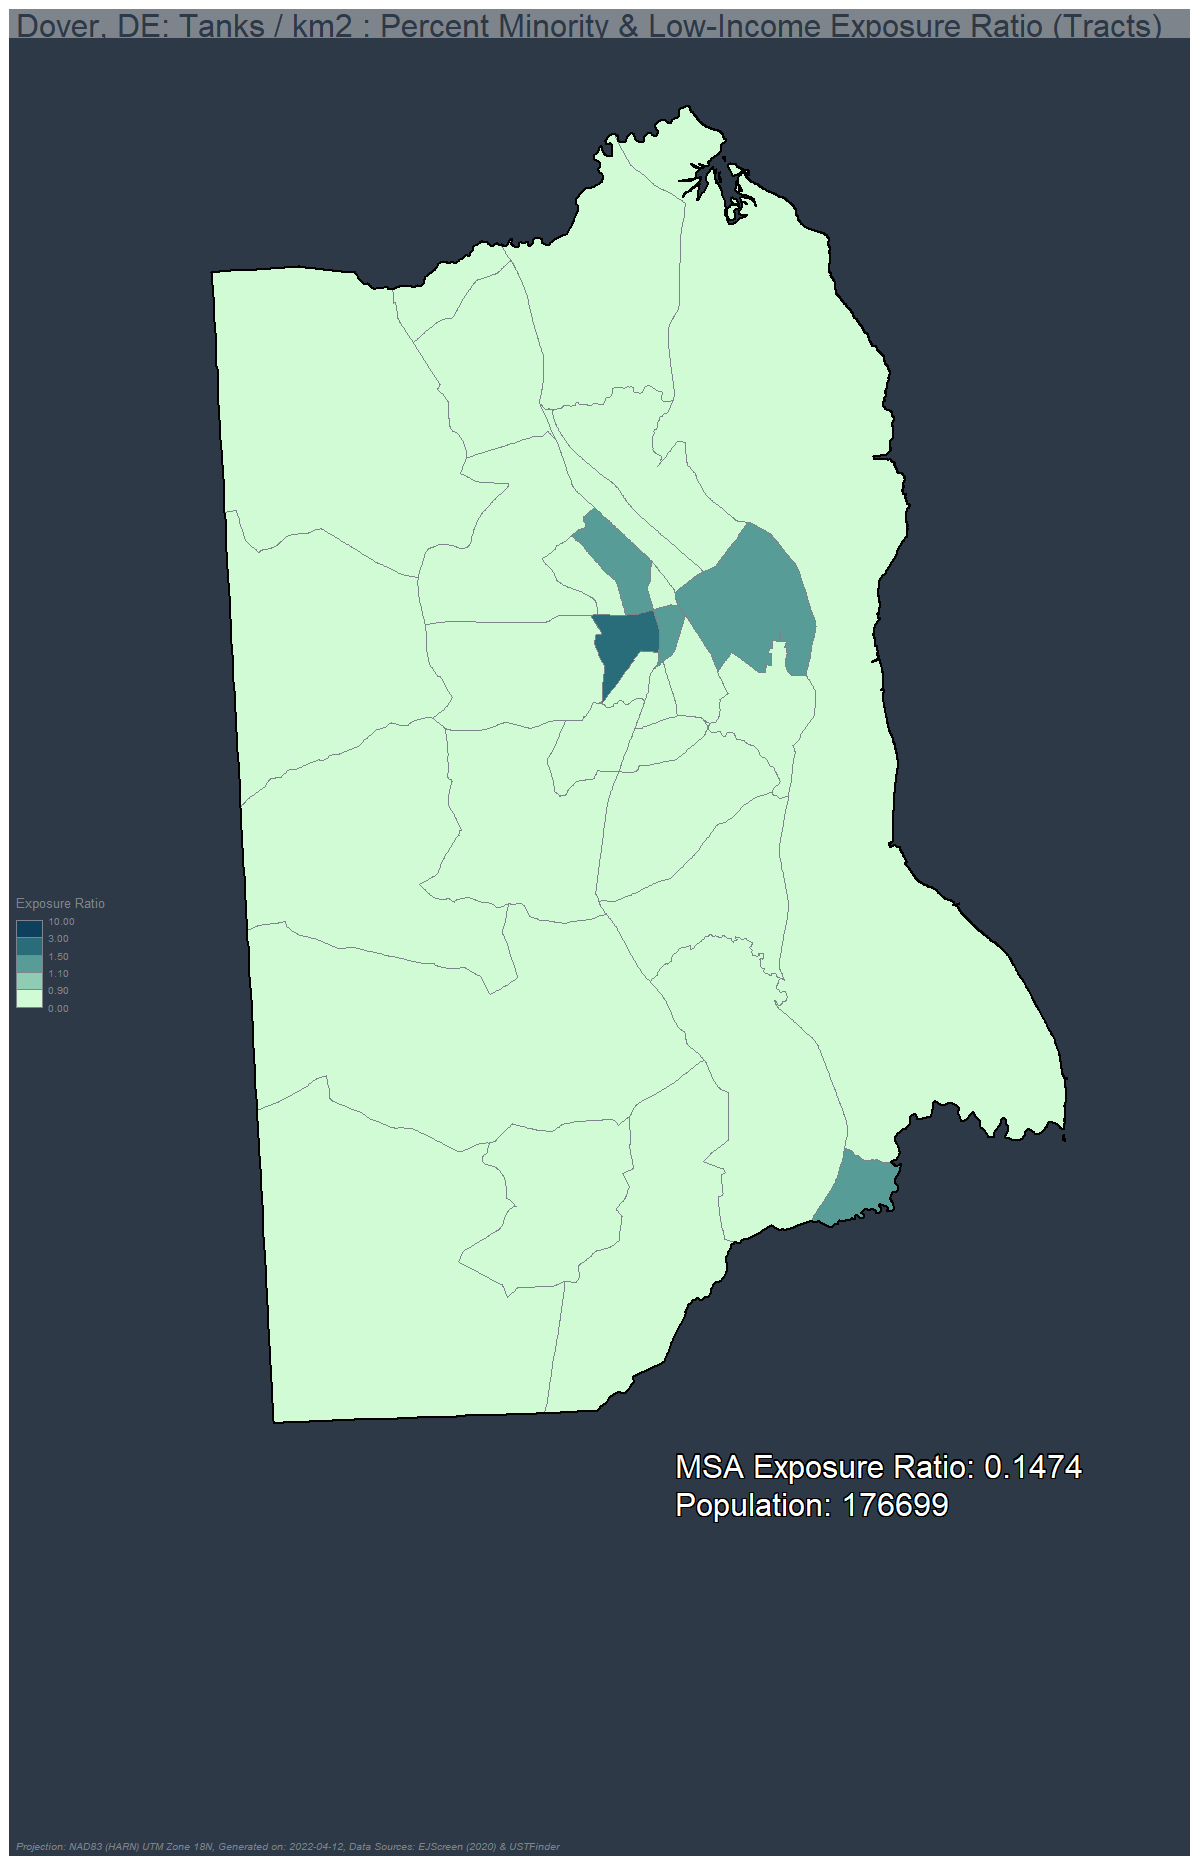 Dover, DE: Tanks / km2 : Percent Minority & Low-Income Exposure Ratio (Tracts)
Exposure Ratio
10.00
3.00
1.50
1.10
0.90
0.00
MSA Exposure Ratio: 0.1474
Population: 176699
Projection: NAD83 (HARN) UTM Zone 18N, Generated on: 2022-04-12, Data Sources: EJScreen (2020) & USTFinder